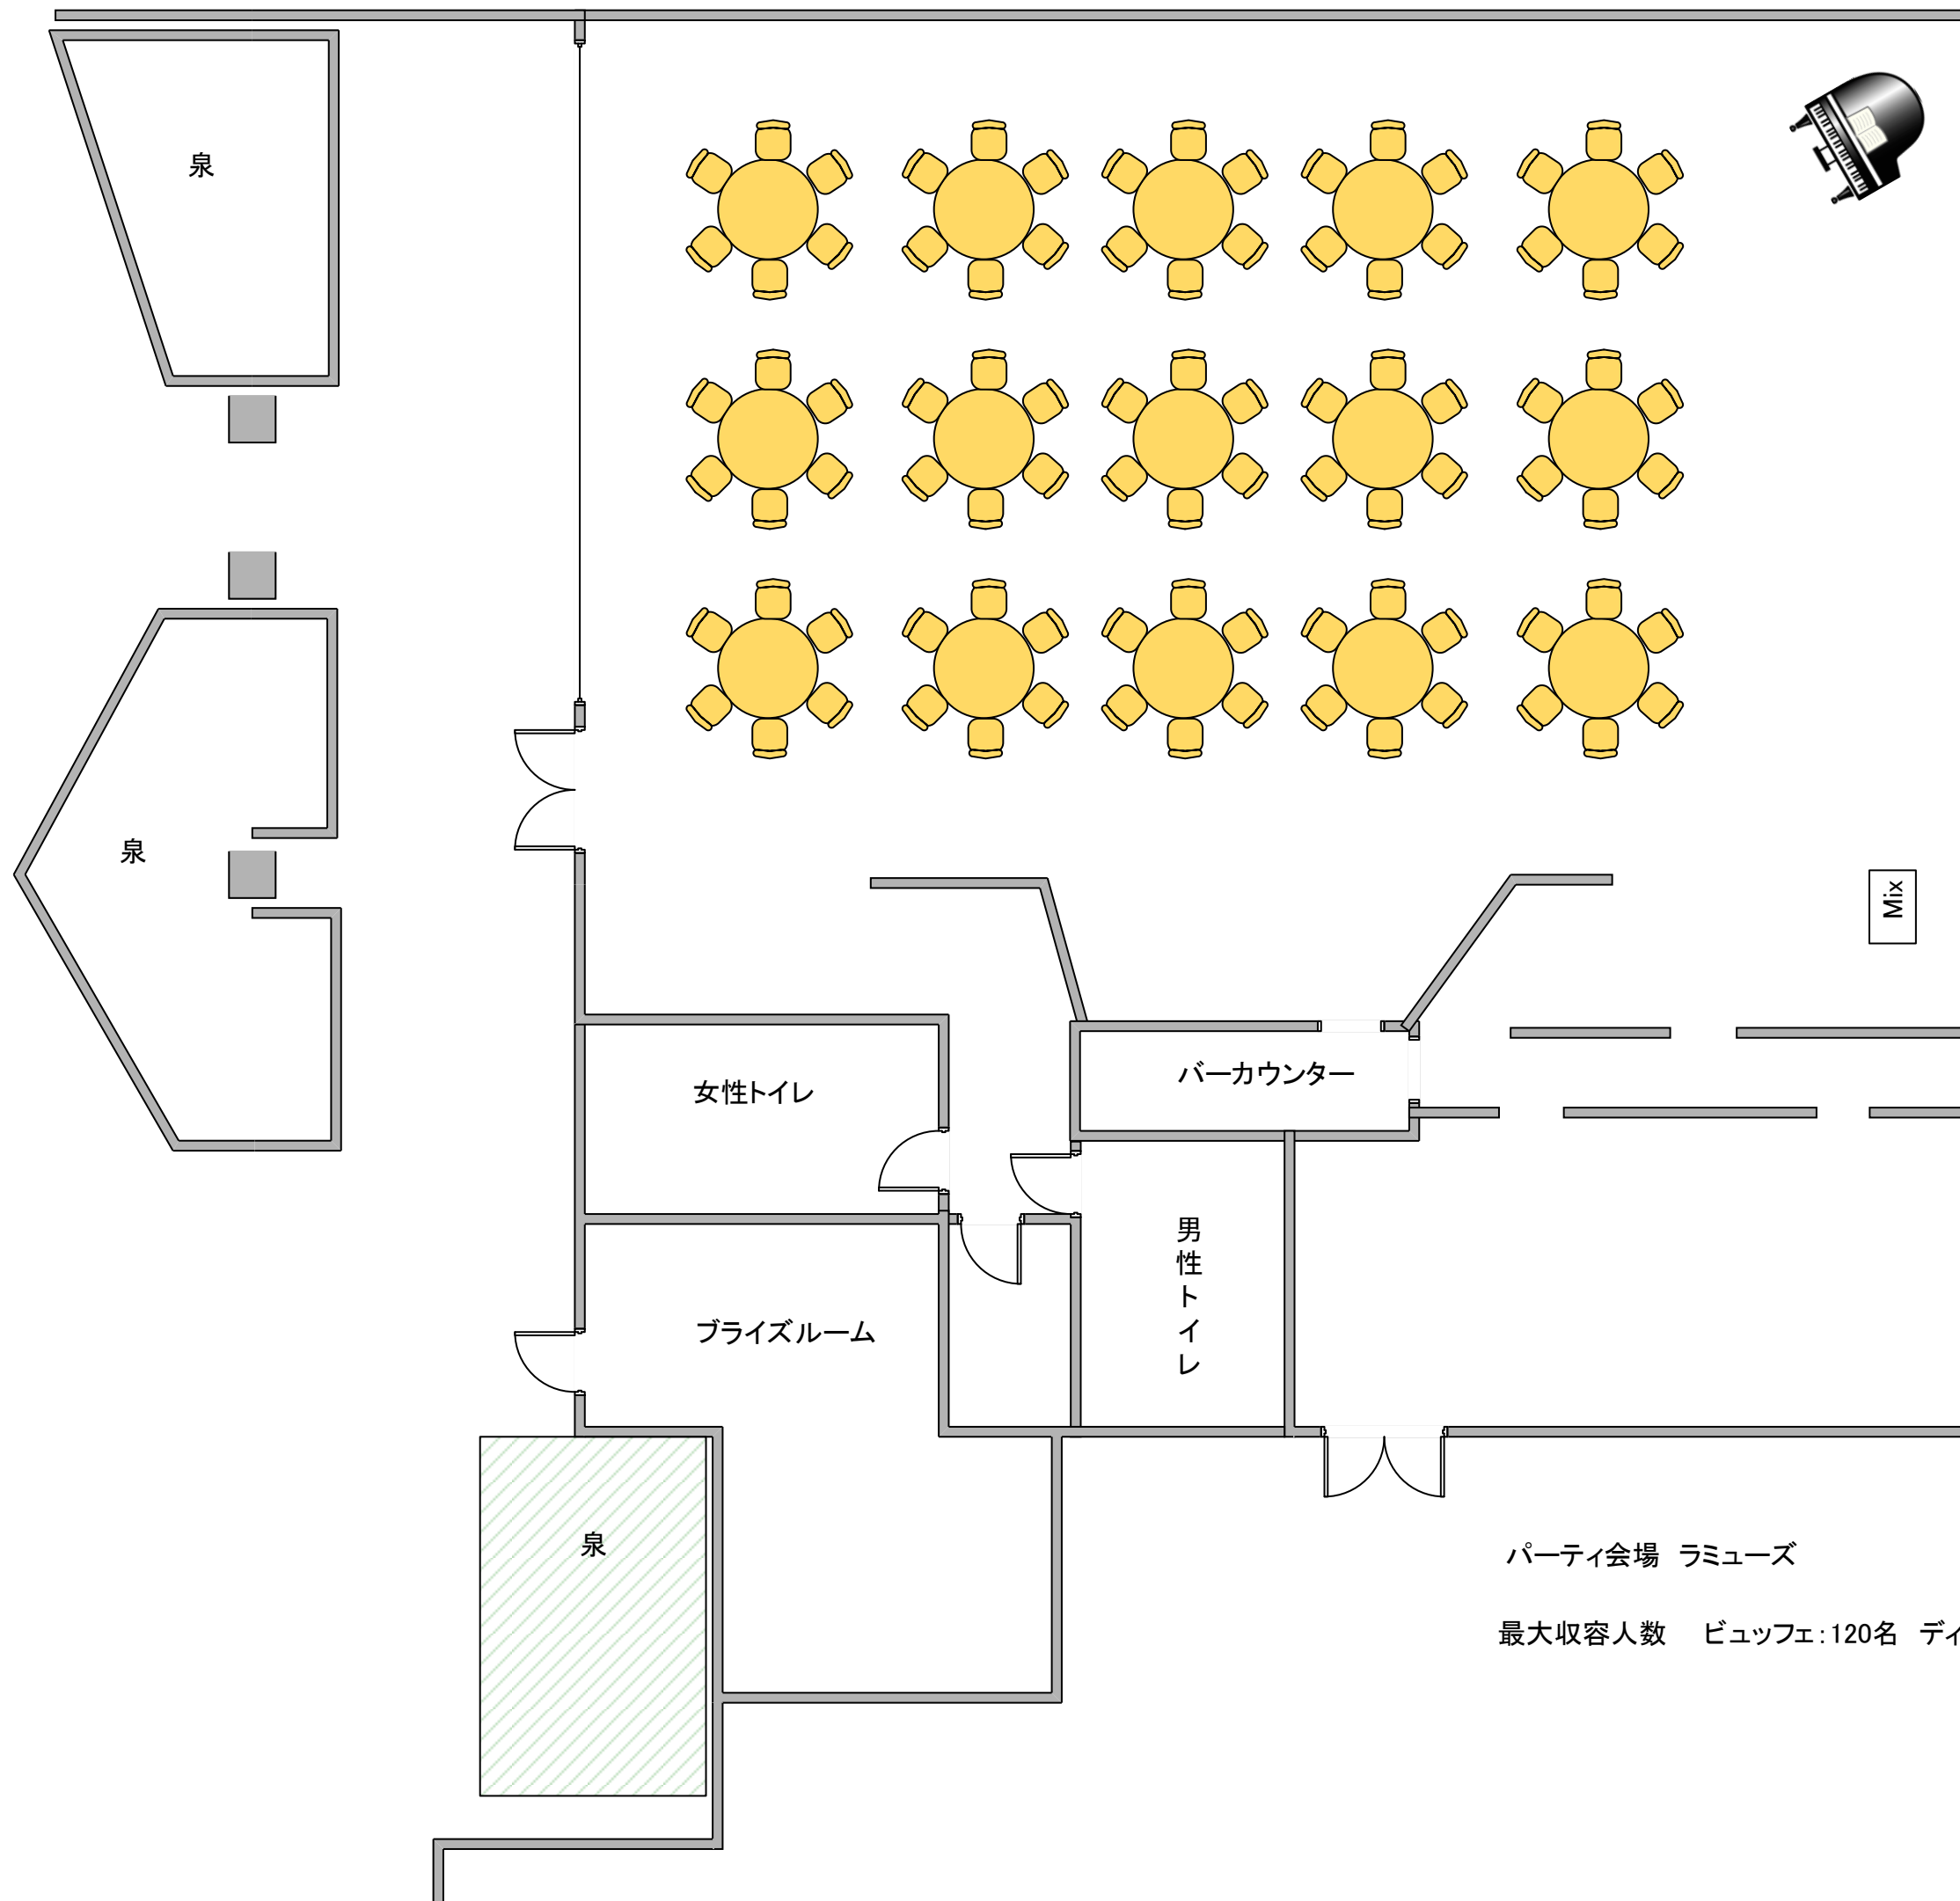 泉
泉
Mix
バーカウンター
女性トイレ
男性トイレ
ブライズルーム
泉
パーティ会場　ラミューズ
最大収容人数　ビュッフェ：120名　ディ